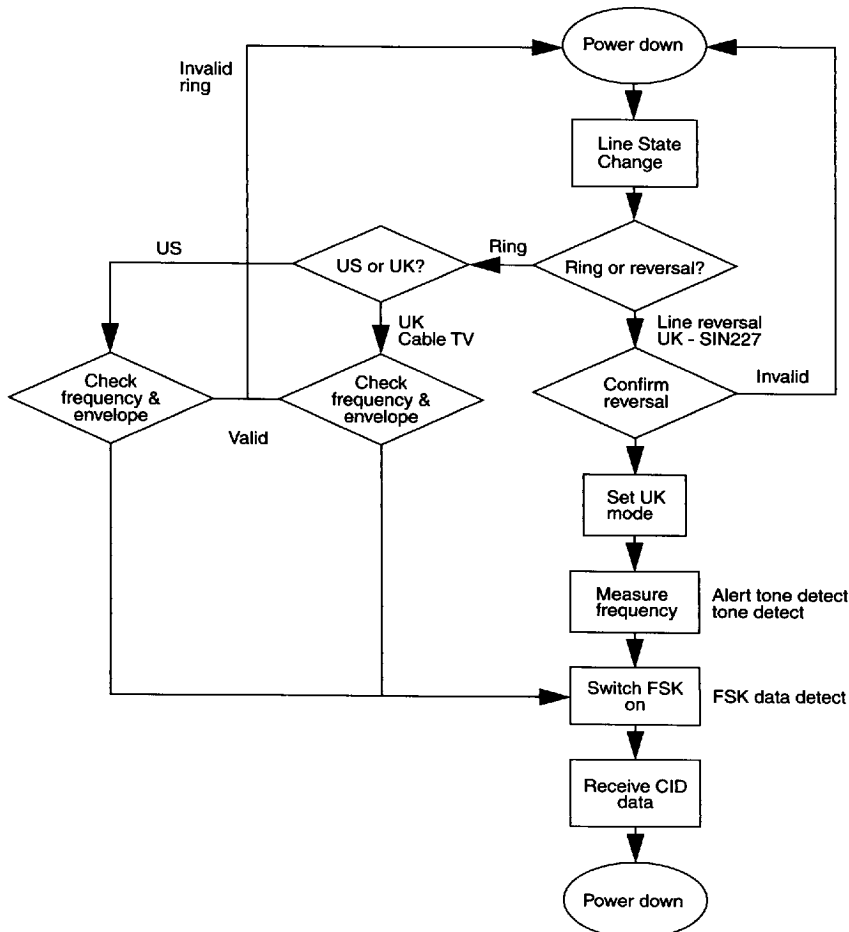 Power down
Invalid
ring
Line State
Change
US
US or UK?
Ring
Ring or reversal?
UK
Cable TV
Line reversal
UK - SIN227
Check
frequency &
envelope
Valid
Check
frequency &
envelope
Confirm
reversal
Invalid
Set UK
mode
Measure
frequency
Alert tone detect
tone detect
Switch FSK
on
FSK data detect
Receive CID
data
Power down